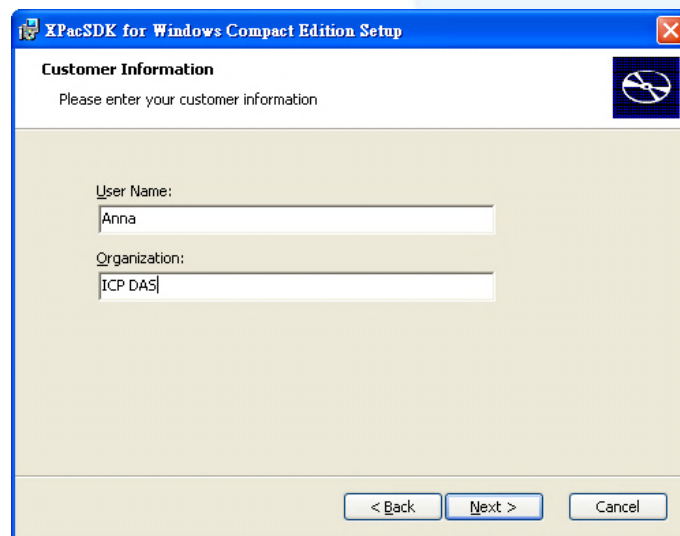 XPacSDK for Windows Compact Edition Setup
Customer Information
Please enter your customer information
User Name:
Anna
Organization:
ICP DAS
< Back
Next >
Cancel